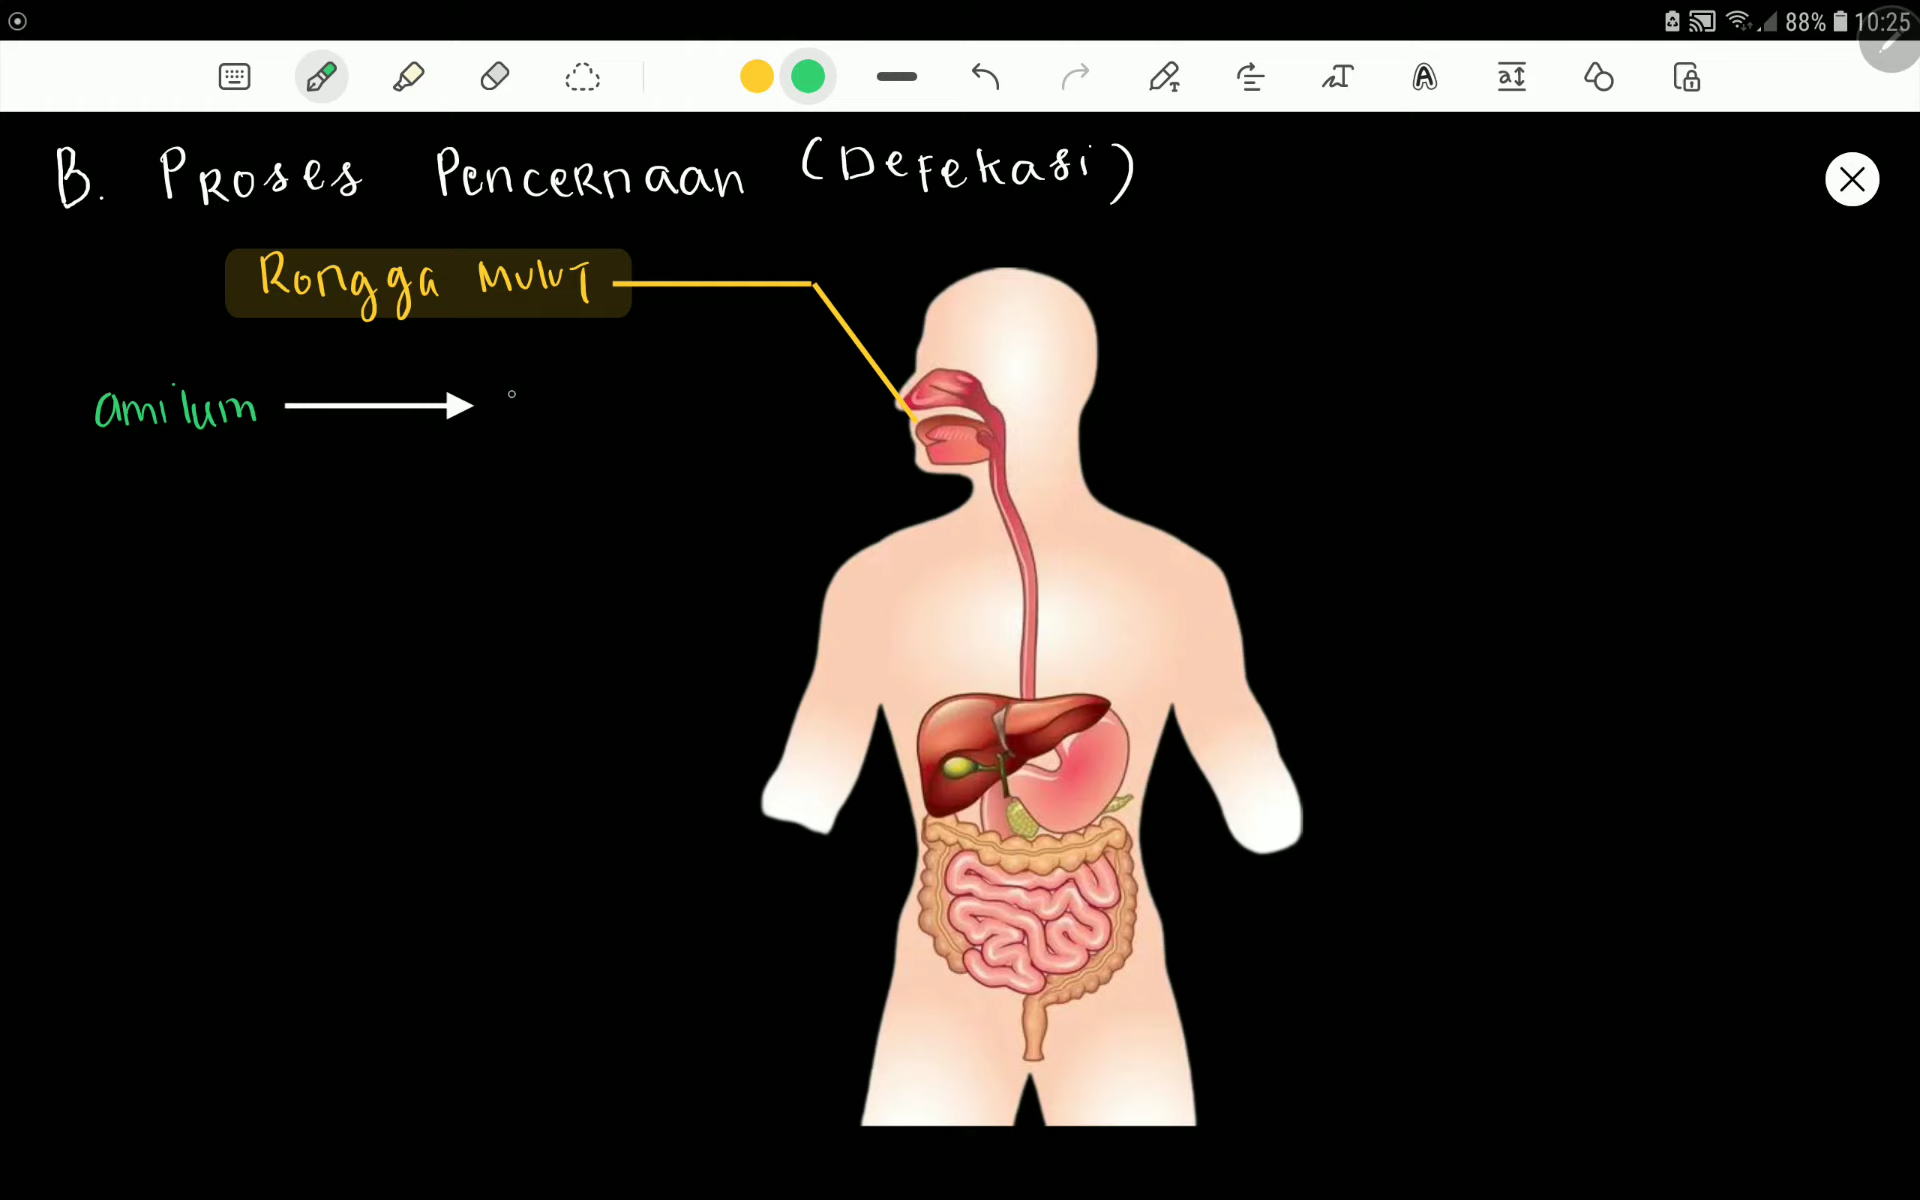 88% 10:25
B. Proses Pencernaan (Defekasi)
Rongga Mulut
amilum